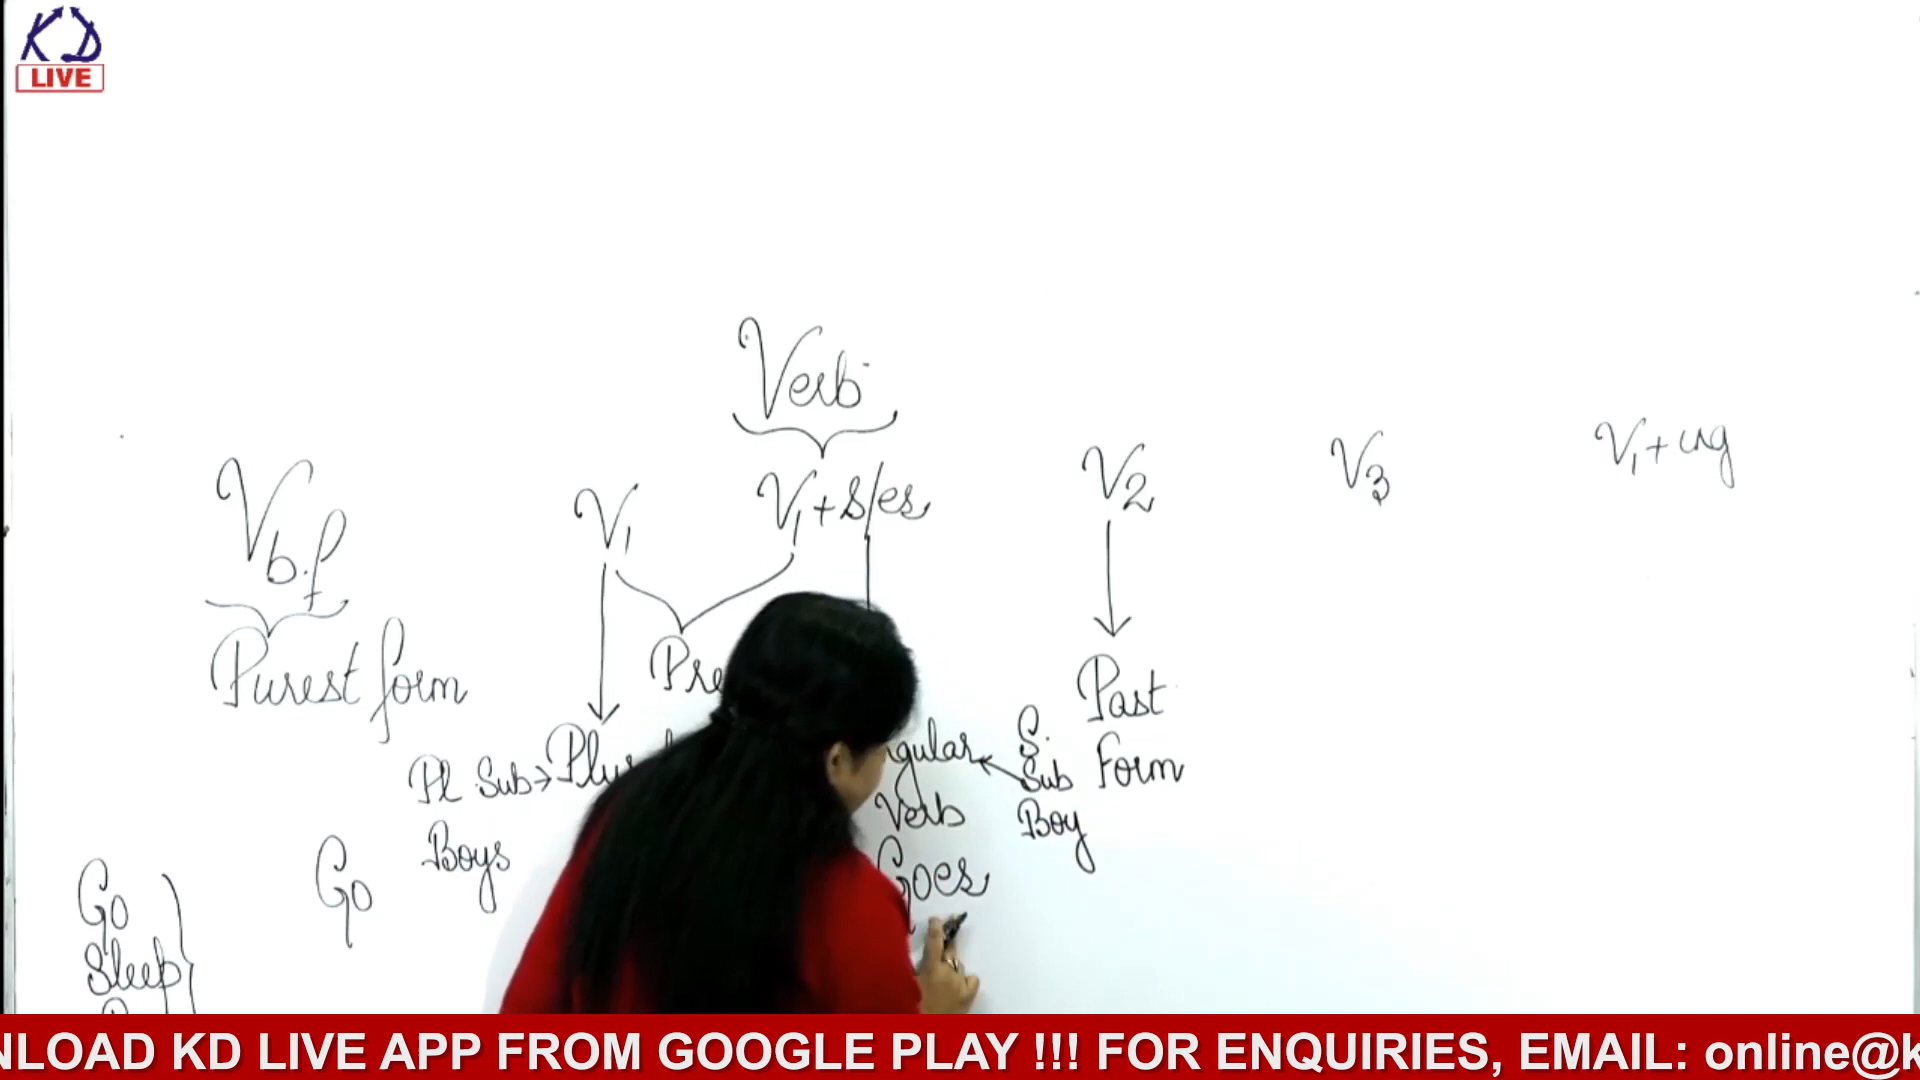 KD
LIVE
Verb
V b.f
V1
V1 + s/es
V2
V3
V1 + ing
Purest form
Past
Form
Pl Sub →
S.
Sub
Verb
Boy
Boys
Goes
Go
Go
Sleep
NLOAD KD LIVE APP FROM GOOGLE PLAY !!! FOR ENQUIRIES, EMAIL: online@k